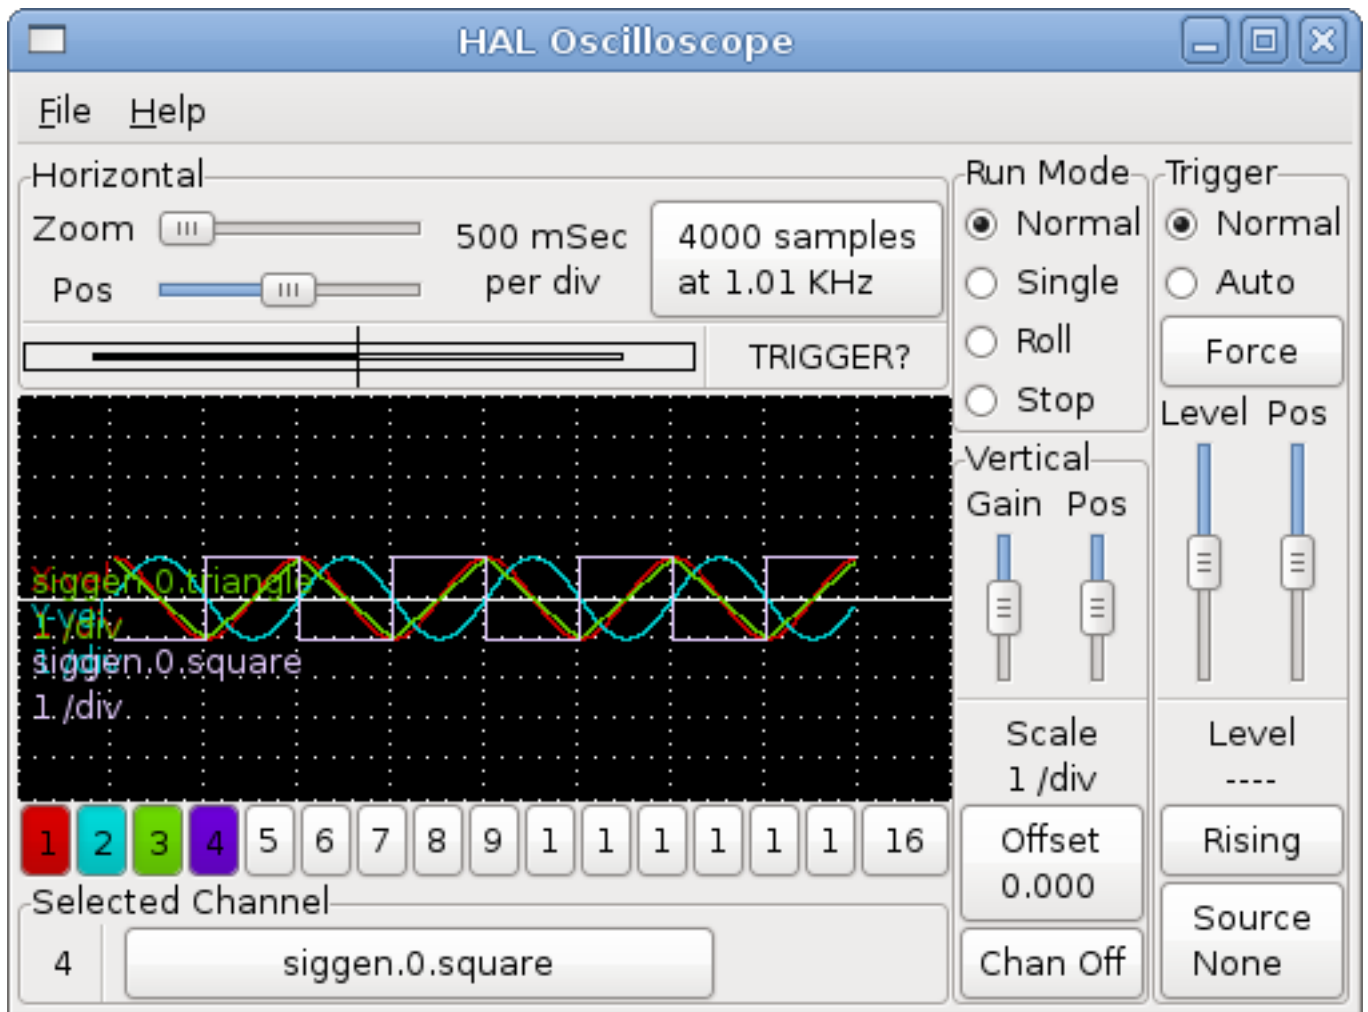 HAL Oscilloscope
File Help
Horizontal
Zoom
Pos
500 mSec
per div
4000 samples
at 1.01 KHz
TRIGGER?
Run Mode
Normal
Single
Roll
Stop
Trigger
Normal
Auto
Force
Level Pos
Vertical
Gain Pos
siggen.0.triangle
Y-vel
1 /div
siggen.0.square
1 /div
Scale
1 /div
Level
----
1 2 3 4 5 6 7 8 9 1 1 1 1 1 1 16
Offset
0.000
Chan Off
Rising
Source
None
Selected Channel
4
siggen.0.square